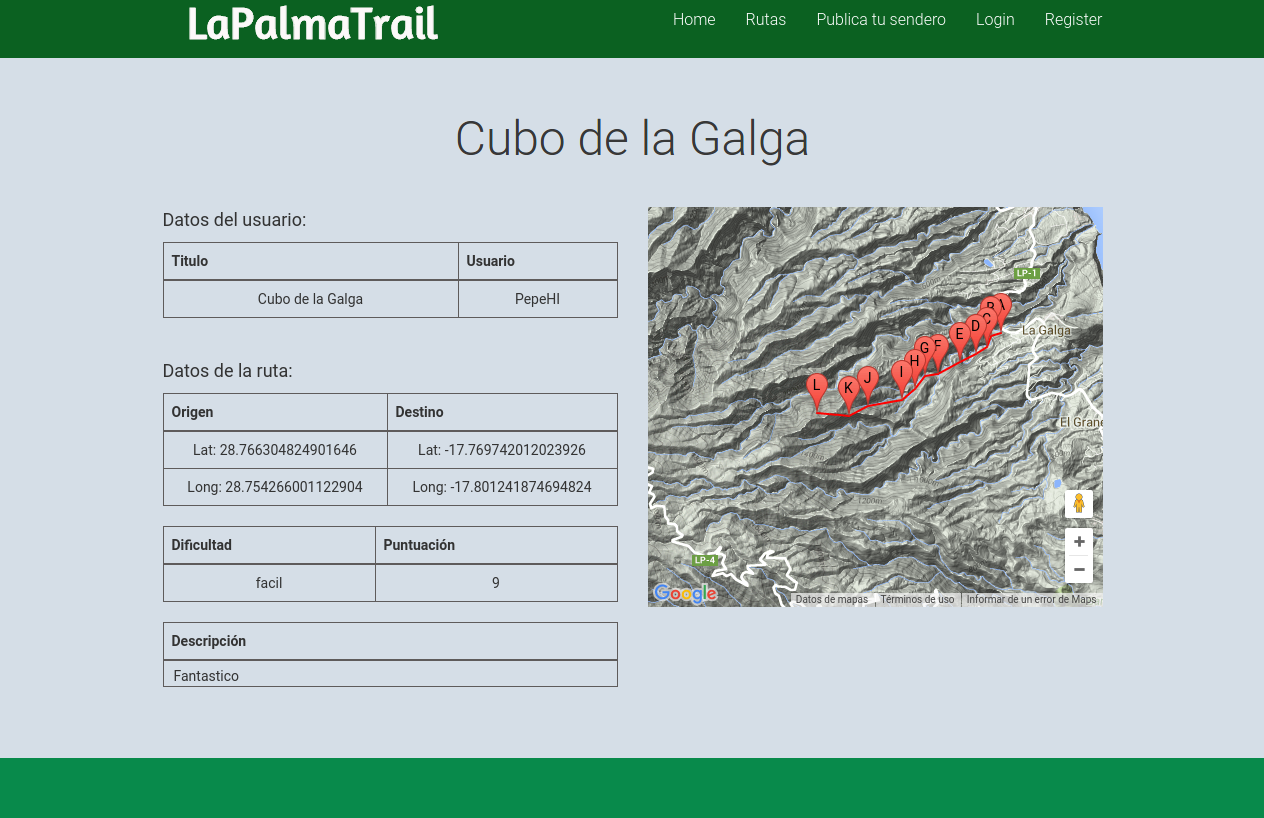 LaPalmaTrail
Home Rutas Publica tu sendero Login Register
Cubo de la Galga
Datos del usuario:
Titulo Usuario
Cubo de la Galga PepeHI
Datos de la ruta:
Origen Destino
Lat: 28.766304824901646 Lat: -17.769742012023926
Long: 28.754266001122904 Long: -17.801241874694824
Dificultad Puntuación
facil 9
Descripción
Fantastico
LP-1
B A
C
D
La Galga
E
G F
H
I
J
L K
El Grane
1200m
LP-4
Google
Datos de mapas Términos de uso Informar de un error de Maps